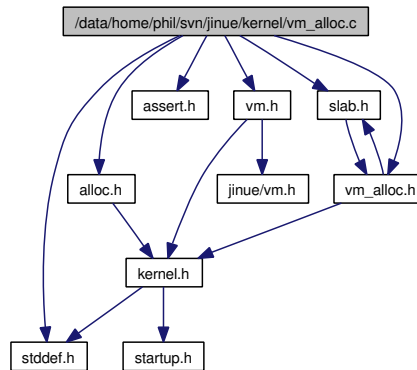 /data/home/phil/svn/jinue/kernel/vm_alloc.c
assert.h
vm.h
slab.h
alloc.h
jinue/vm.h
vm_alloc.h
kernel.h
stddef.h
startup.h